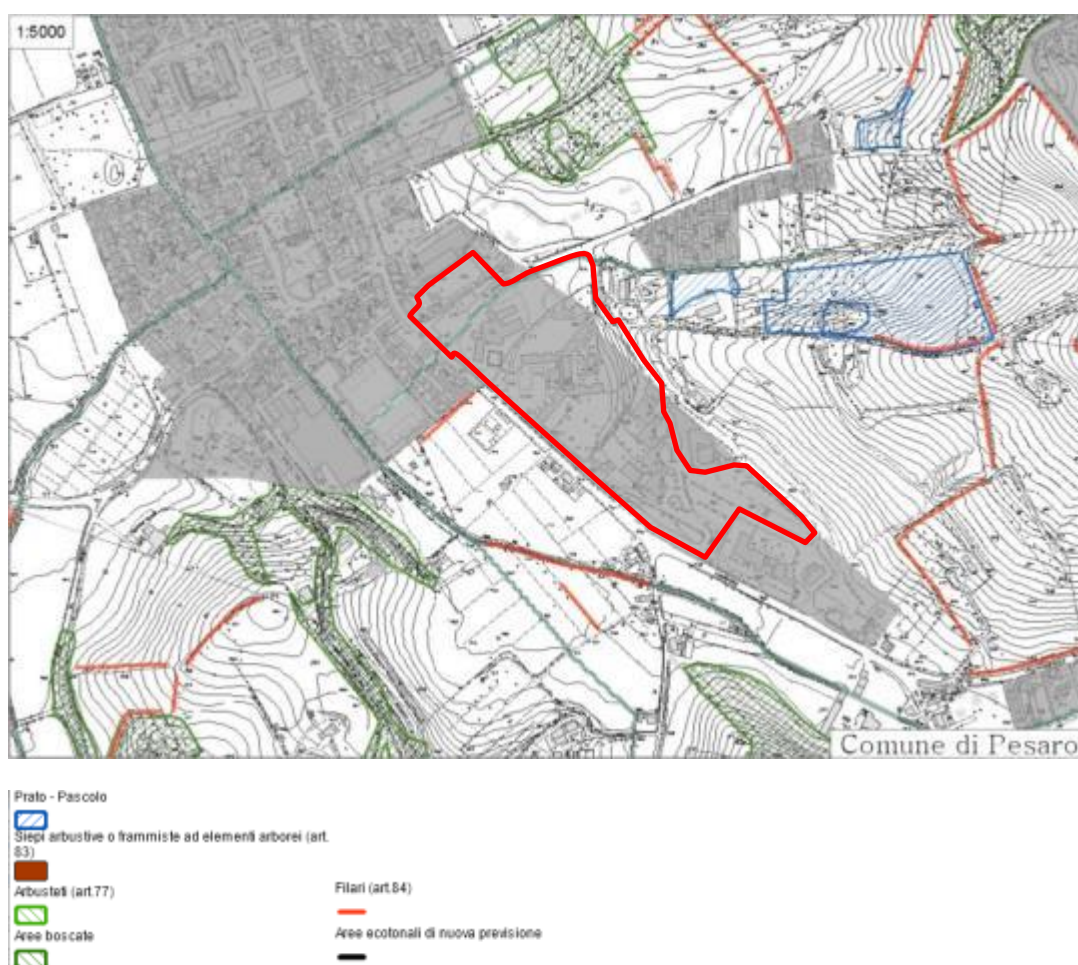 1:5000
Comune di Pesaro
Prato - Pascolo
Siepi arbustive o frammiste ad elementi arborei (art.
83)
Arbusteti (art.77)
Aree boscate
Filari (art.84)
Aree ecotonali di nuova previsione